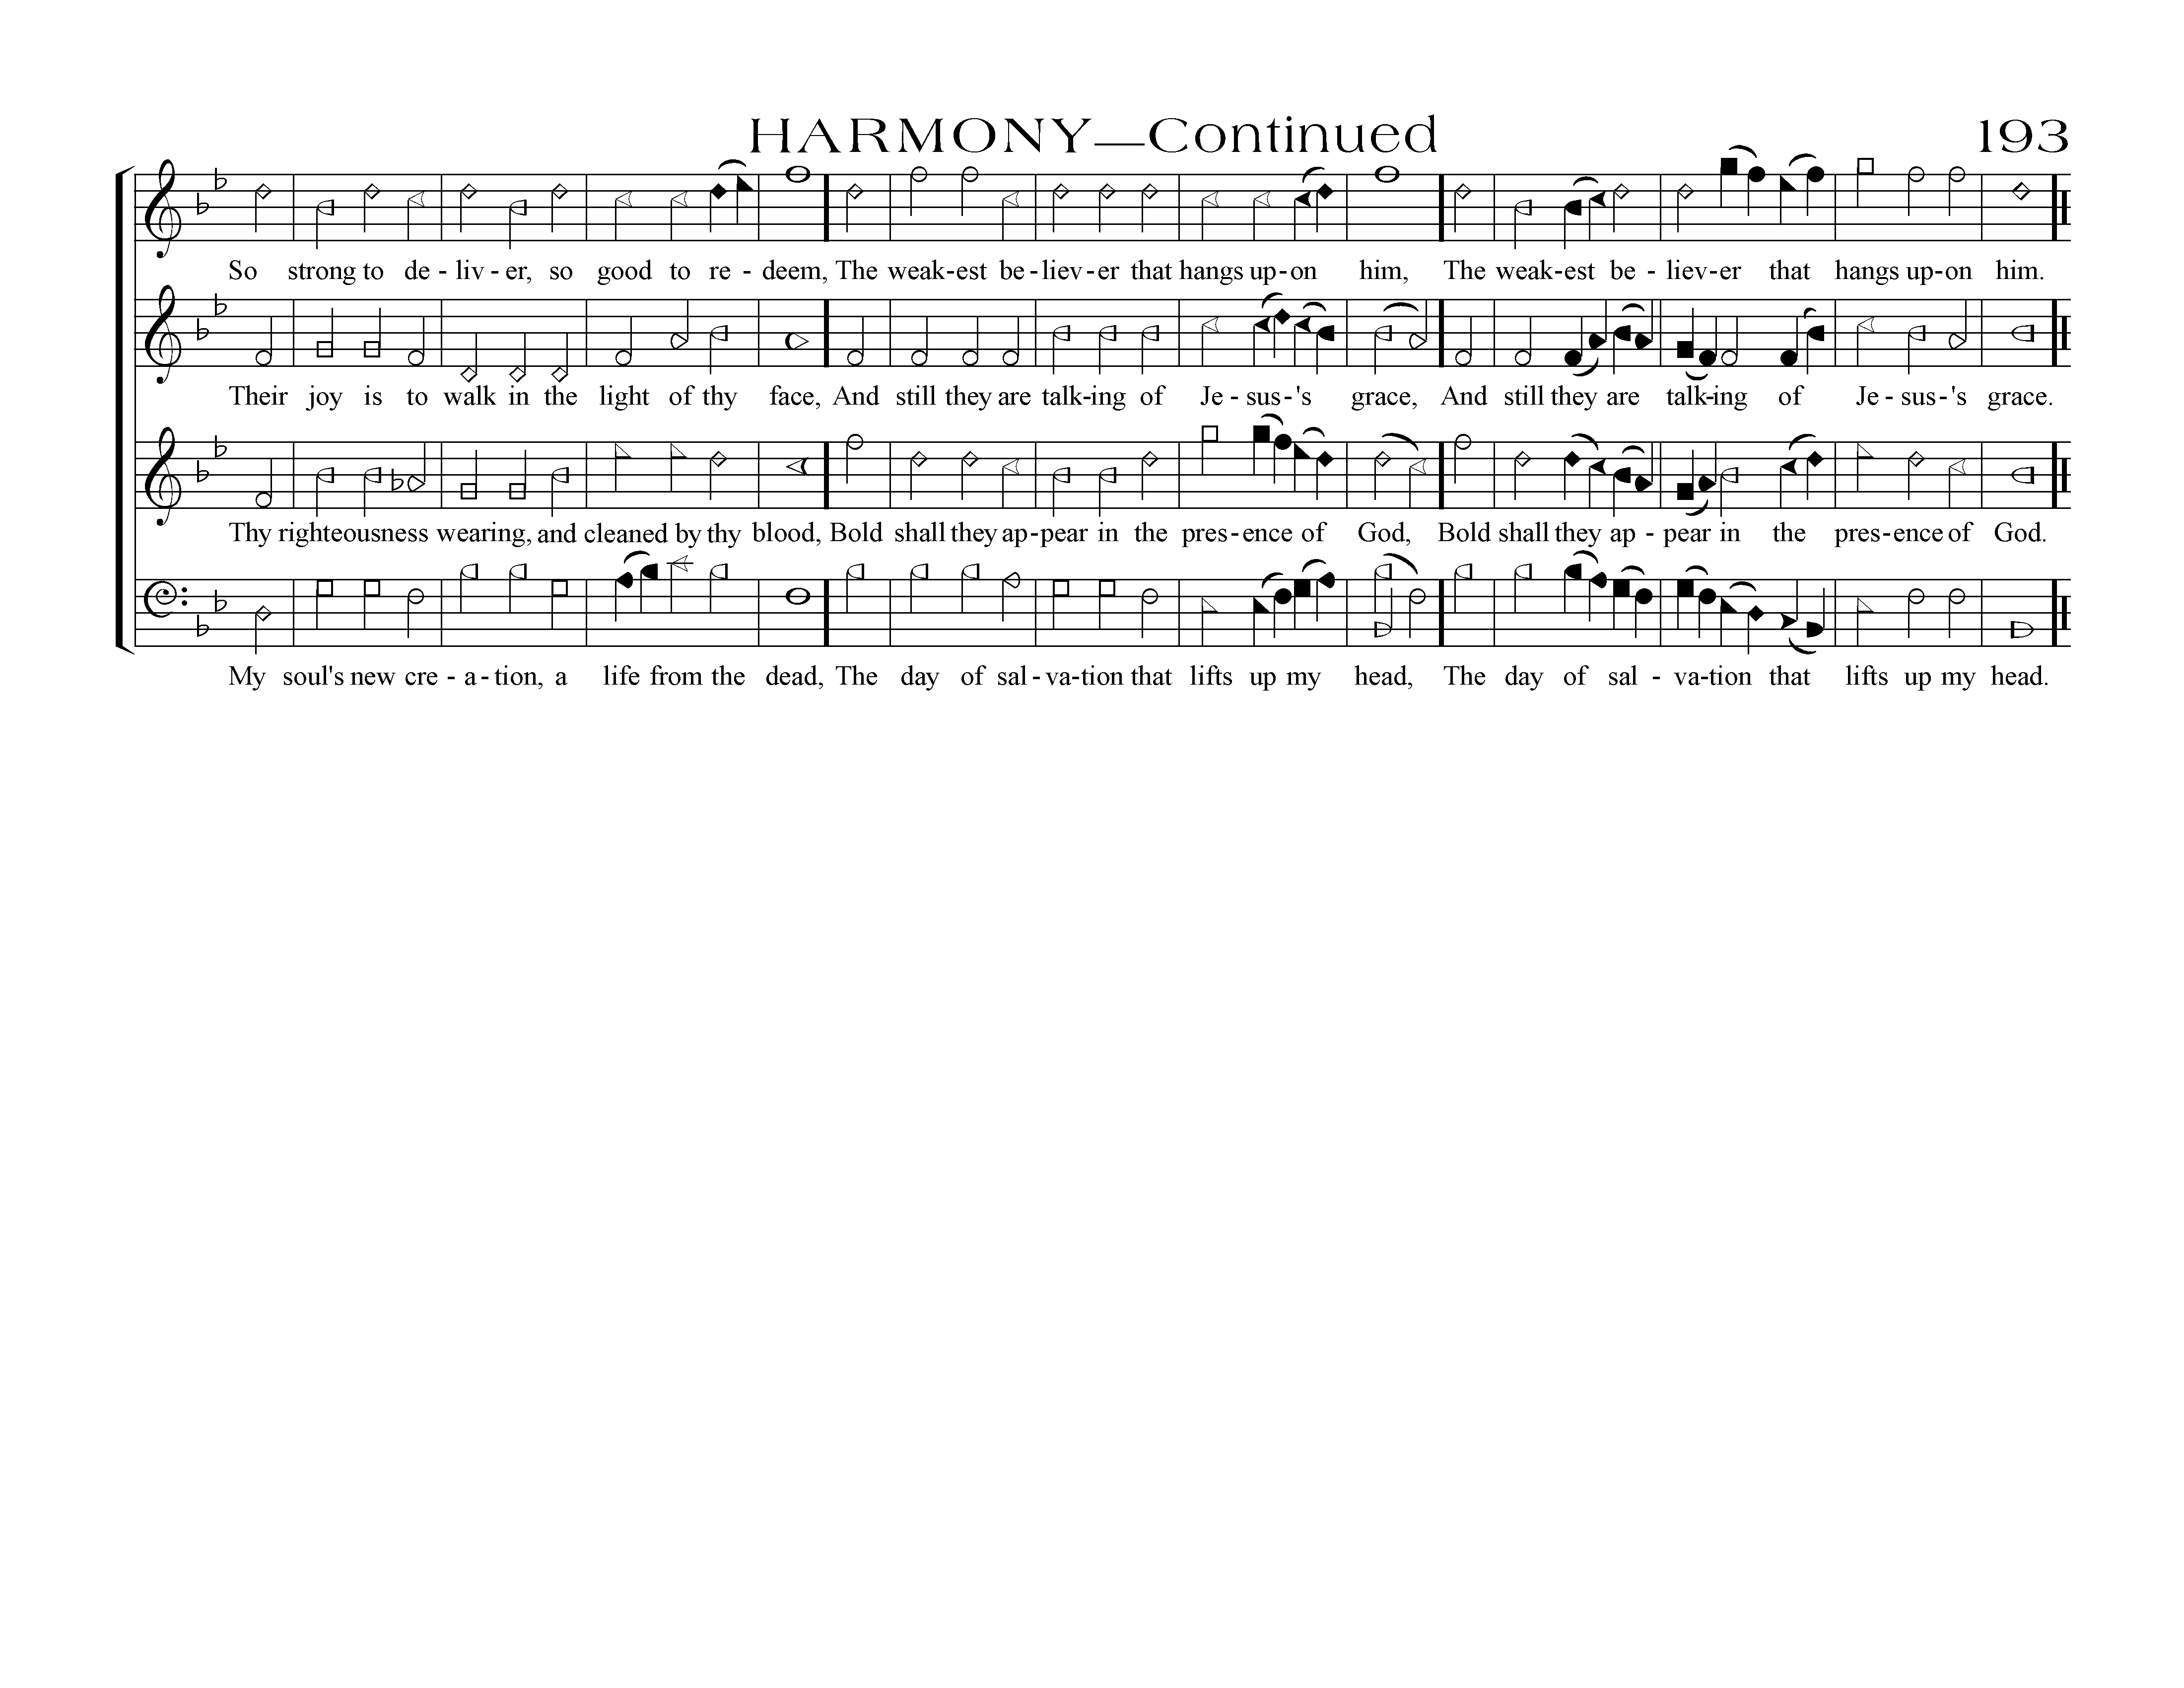 HARMONY—Continued 193
So strong to de - liv - er, so good to re - deem, The weak-est be - liev - er that hangs up-on him, The weak-est be - liev-er that hangs up-on him.
Their joy is to walk in the light of thy face, And still they are talk-ing of Je - sus-'s grace, And still they are talk-ing of Je - sus-'s grace.
Thy righteousness wearing, and cleaned by thy blood, Bold shall they ap-pear in the pres-ence of God, Bold shall they ap - pear in the pres-ence of God.
My soul's new cre - a - tion, a life from the dead, The day of sal - va-tion that lifts up my head, The day of sal - va-tion that lifts up my head.